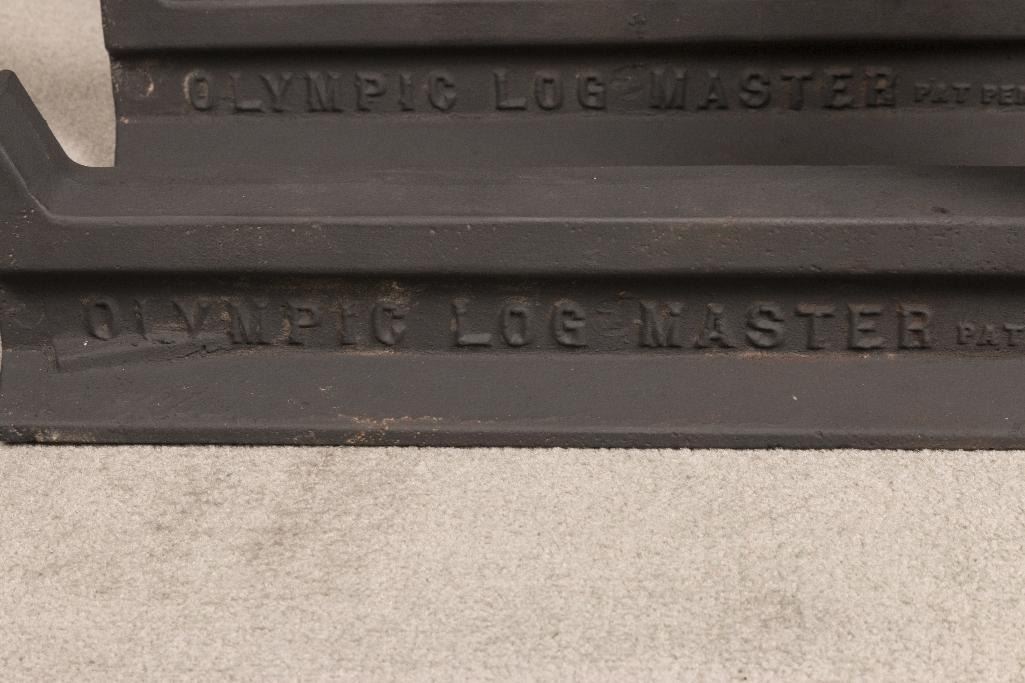 OLYMPIC LOG MASTER PAT PEN
OLYMPIC LOG MASTER PAT